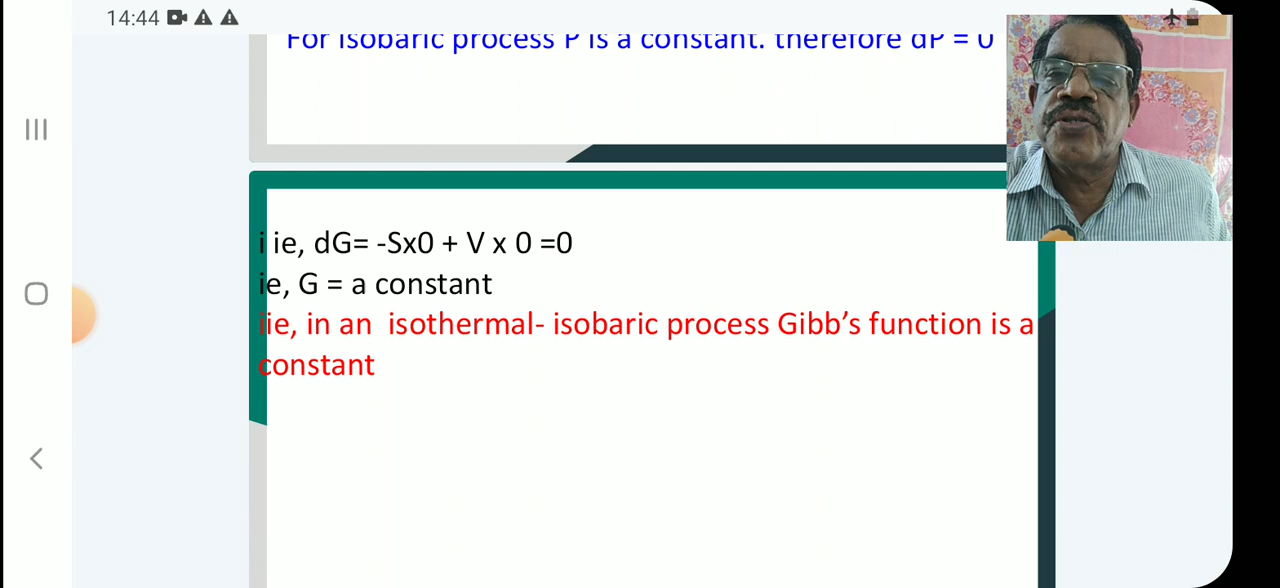 14:44
For Isobaric process P is a constant. therefore dP = 0
i ie, dG= -Sx0 + V x 0 =0
ie, G = a constant
iie, in an  isothermal- isobaric process Gibb’s function is a
constant